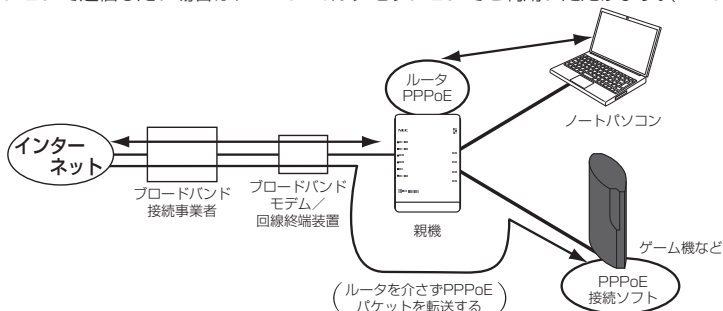 ルータ
PPPoE
ノートパソコン
インター
ネット
NEC
ブロードバンド
接続事業者
ブロードバンド
モデム／
回線終端装置
親機
ゲーム機など
PPPoE
接続ソフト
ルータを介さずPPPoE
パケットを転送する